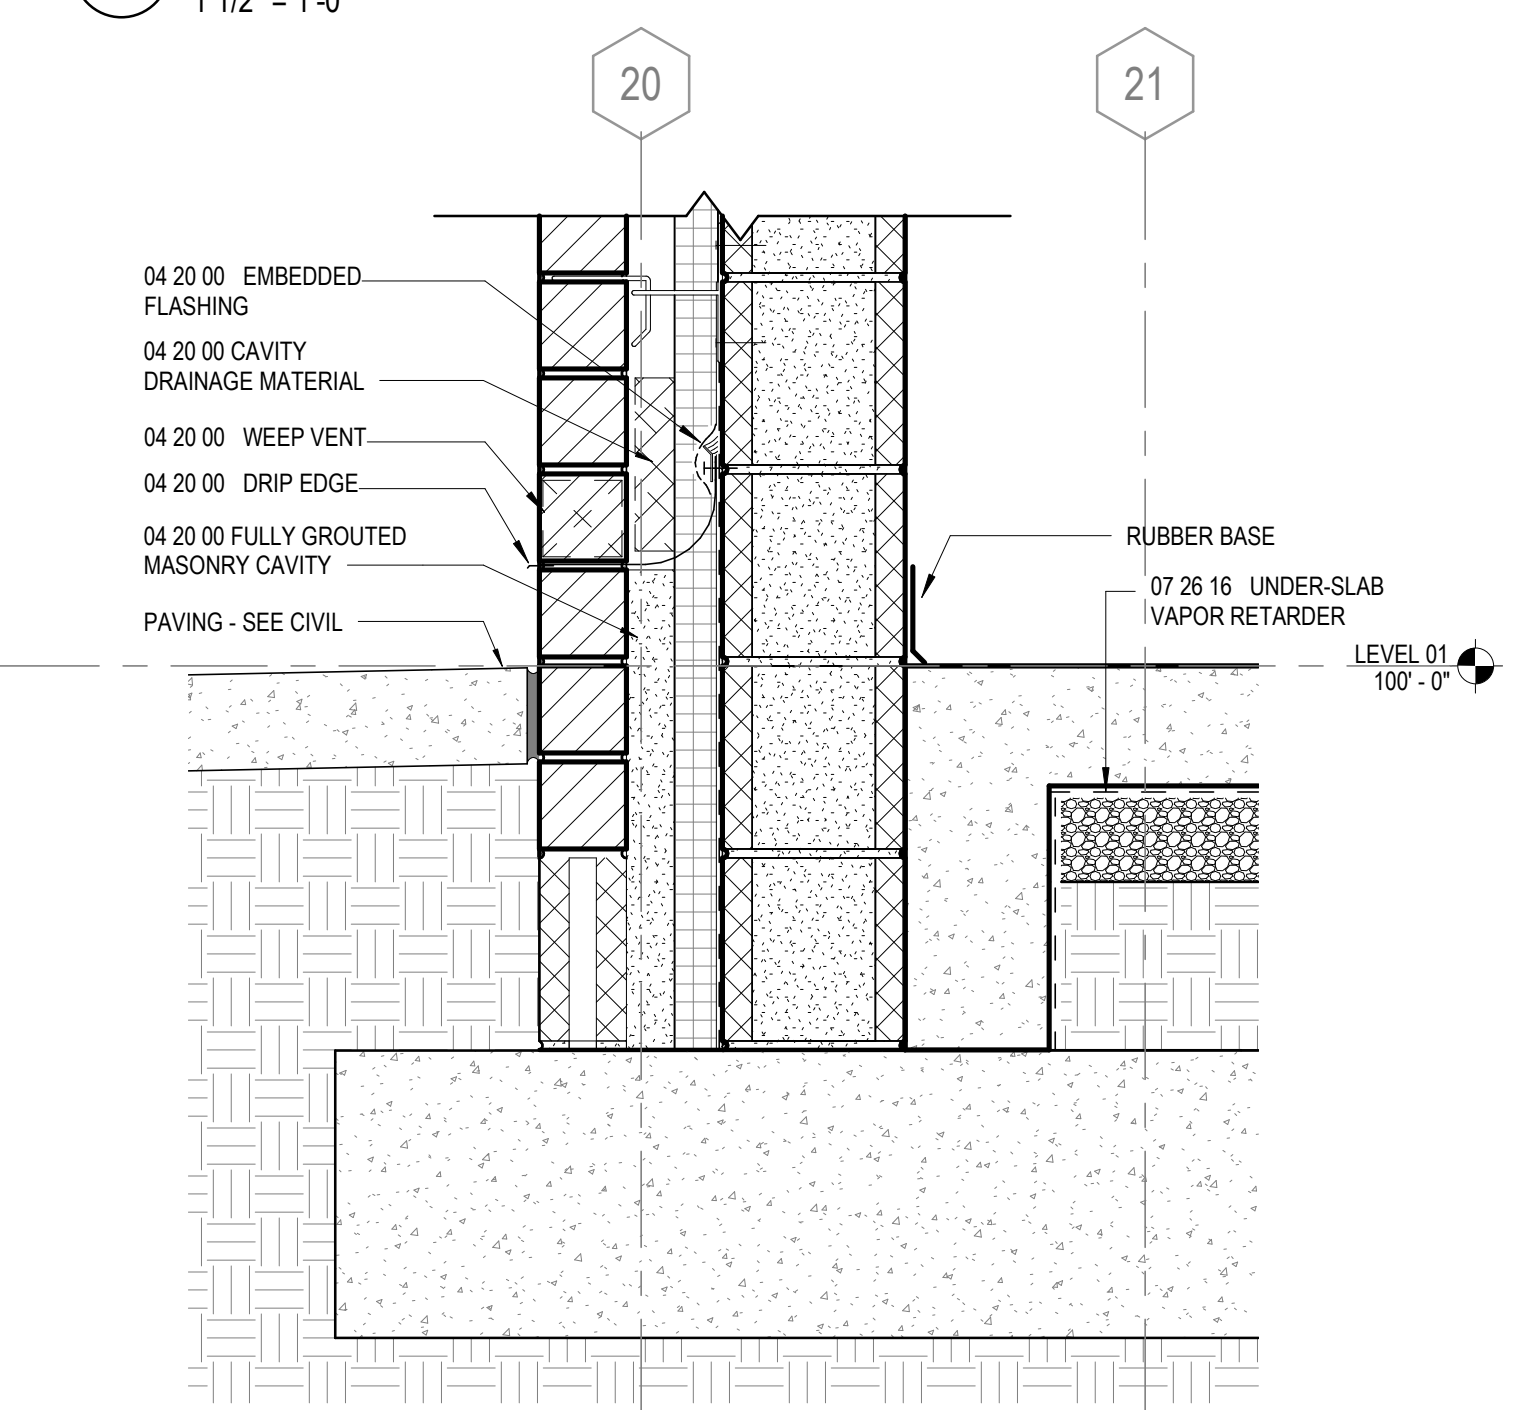 1 1/2" = 1'-0"
20
21
04 20 00 EMBEDDED
FLASHING
04 20 00 CAVITY
DRAINAGE MATERIAL
04 20 00 WEEP VENT
04 20 00 DRIP EDGE
04 20 00 FULLY GROUTED
MASONRY CAVITY
PAVING - SEE CIVIL
RUBBER BASE
07 26 16 UNDER-SLAB
VAPOR RETARDER
LEVEL 01
100' - 0"